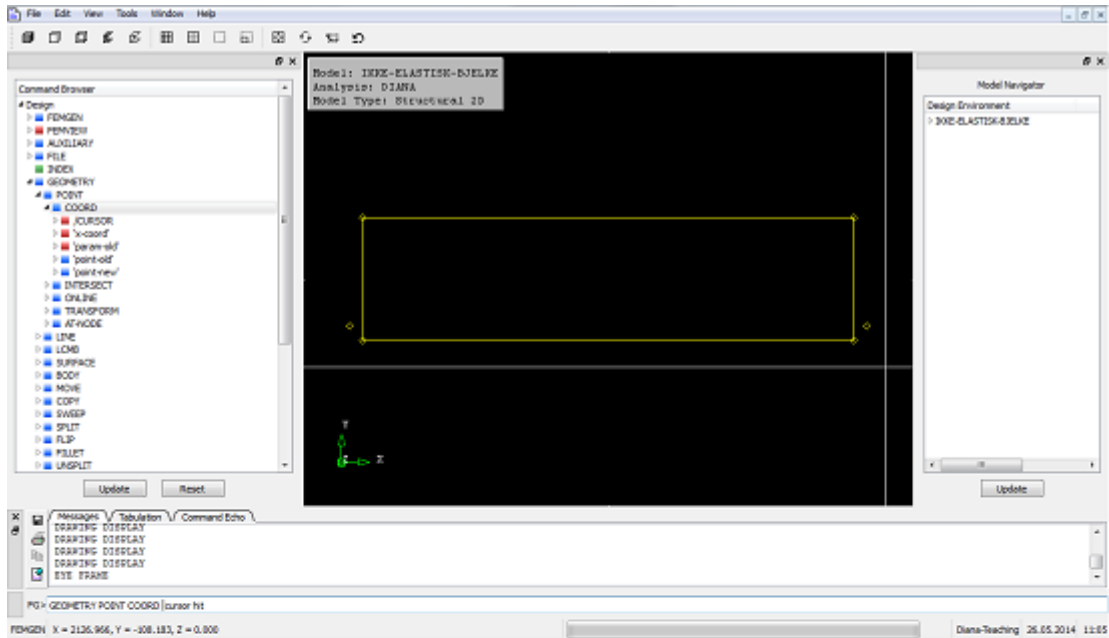 File Edit View Tools Window Help
Model: IKKE-ELASTISK-BJELKE
Analysis: DIANA
Model Type: Structural 2D
Command Browser
Design
FEMGEN
FEMVIEW
AUXILIARY
FILE
INDEX
GEOMETRY
POINT
COORD
/CURSOR
'x-coord'
'param-old'
'point-old'
'point-new'
INTERSECT
ONLINE
TRANSFORM
AT-NODE
LINE
LCMB
SURFACE
BODY
MOVE
COPY
SWEEP
SPLIT
FLIP
FILLET
UNSPLIT
Update Reset
Y
X
Model Navigator
Design Environment
IKKE-ELASTISK-BJELKE
Update
Messages Tabulation Command Echo
DRAWING DISPLAY
DRAWING DISPLAY
DRAWING DISPLAY
DRAWING DISPLAY
EYE FRAME
FG> GEOMETRY POINT COORD cursor hit
FEMGEN X = 2126.966, Y = -108.183, Z = 0.000
Diana-Teaching 26.05.2014 11:05